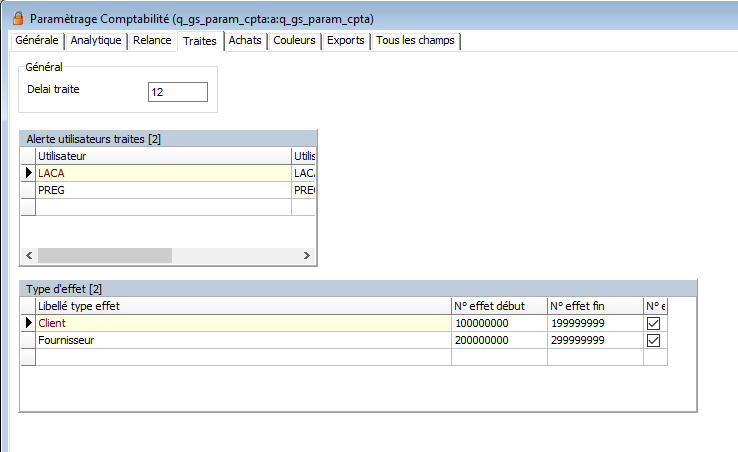 Paramètrage Comptabilité (q_gs_param_cpta:a:q_gs_param_cpta)
Générale Analytique Relance Traites Achats Couleurs Exports Tous les champs
Général
Delai traite 12
Alerte utilisateurs traites [2]
Utilisateur Utilis
LACA LACA
PREG PREG
Type d'effet [2]
Libellé type effet N° effet début N° effet fin N° e
Client 100000000 199999999
Fournisseur 200000000 299999999